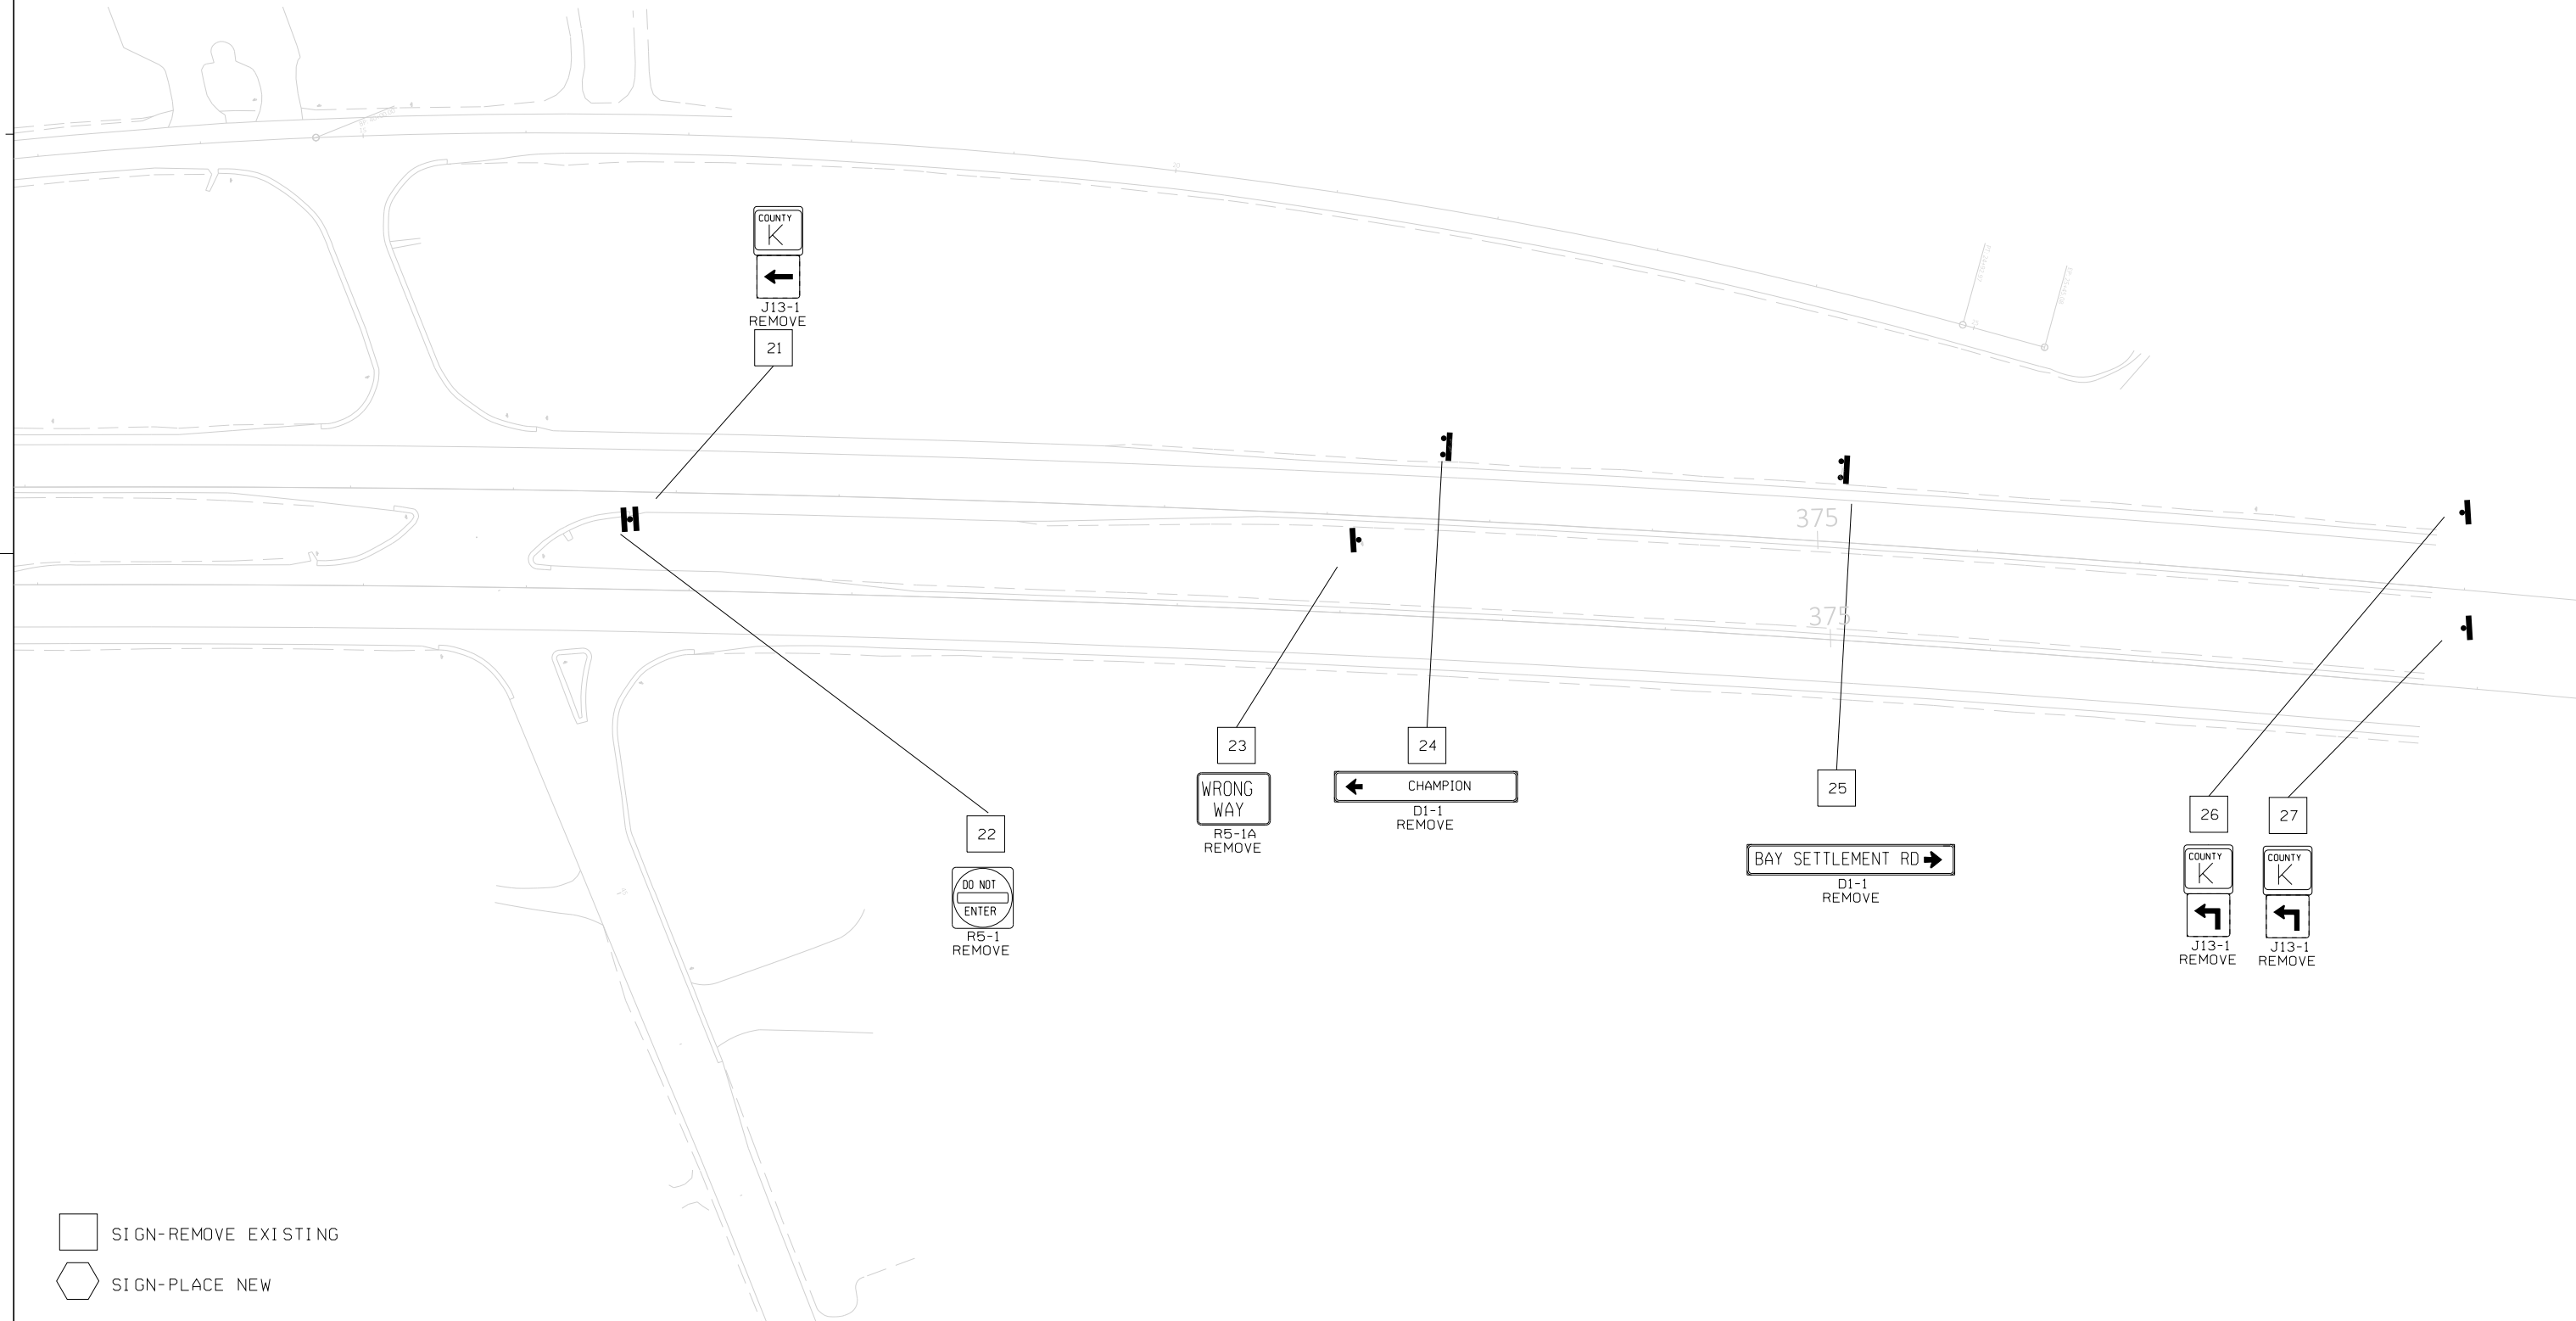 COUNTY
K
J13-1
REMOVE
21
375
375
22
DO NOT
ENTER
R5-1
REMOVE
23
WRONG
WAY
R5-1A
REMOVE
24
CHAMPION
D1-1
REMOVE
25
BAY SETTLEMENT RD
D1-1
REMOVE
26
COUNTY
K
J13-1
REMOVE
27
COUNTY
K
J13-1
REMOVE
SIGN-REMOVE EXISTING
SIGN-PLACE NEW